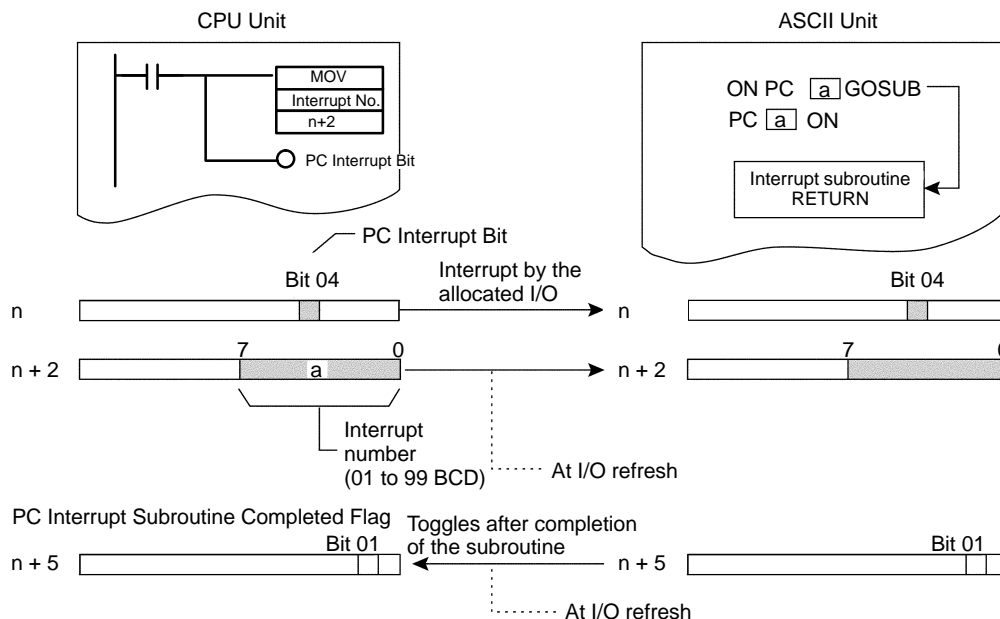 CPU Unit
ASCII Unit
MOV
Interrupt No.
n+2
PC Interrupt Bit
ON PC a GOSUB
PC a ON
Interrupt subroutine
RETURN
PC Interrupt Bit
Bit 04
Interrupt by the
allocated I/O
Bit 04
n
n
7
0
7
n + 2
a
n + 2
Interrupt
number
(01 to 99 BCD)
At I/O refresh
PC Interrupt Subroutine Completed Flag
Toggles after completion
of the subroutine
Bit 01
Bit 01
n + 5
n + 5
At I/O refresh